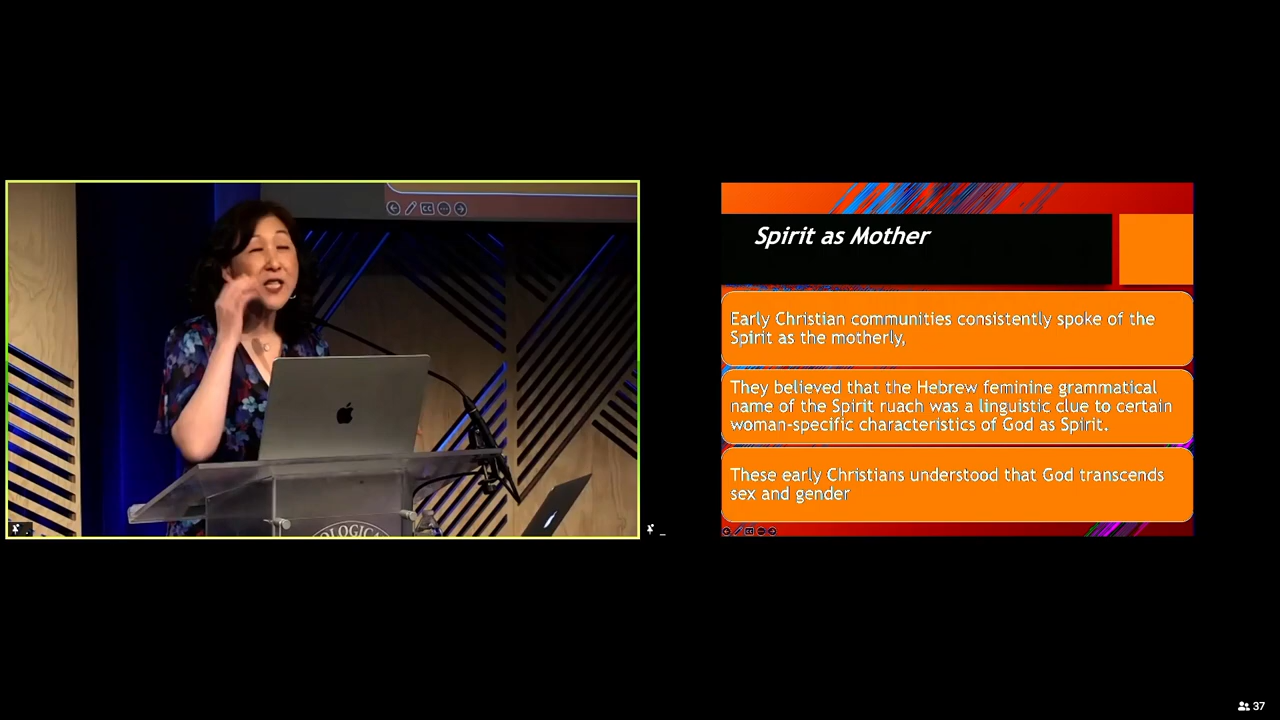 Spirit as Mother
Early Christian communities consistently spoke of the
Spirit as the motherly,
They believed that the Hebrew feminine grammatical
name of the Spirit ruach was a linguistic clue to certain
woman-specific characteristics of God as Spirit.
These early Christians understood that God transcends
sex and gender
CC
OLOGICA
37